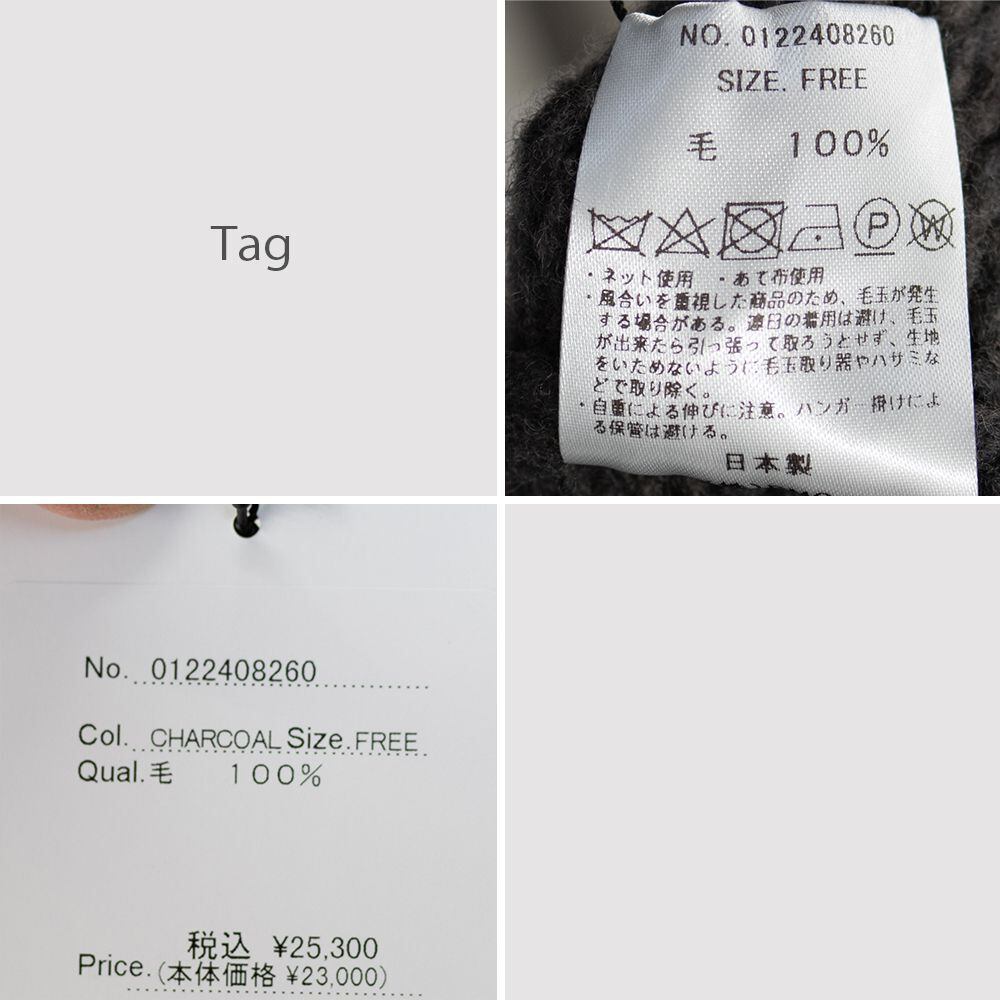 Tag
NO. 0122408260
SIZE. FREE
毛 100%
P W
・ネット使用 ・あて布使用
・風合いを重視した商品のため、毛玉が発生
する場合がある。連日の着用は避け、毛玉
が出来たら引っ張って取ろうとせず、生地
をいためないように毛玉取り器やハサミな
どで取り除く。
・自重による伸びに注意。ハンガー掛けによ
る保管は避ける。
日本製
No. 0122408260
Col. CHARCOAL Size. FREE
Qual. 毛 100%
税込 ¥25,300
Price. (本体価格 ¥23,000)